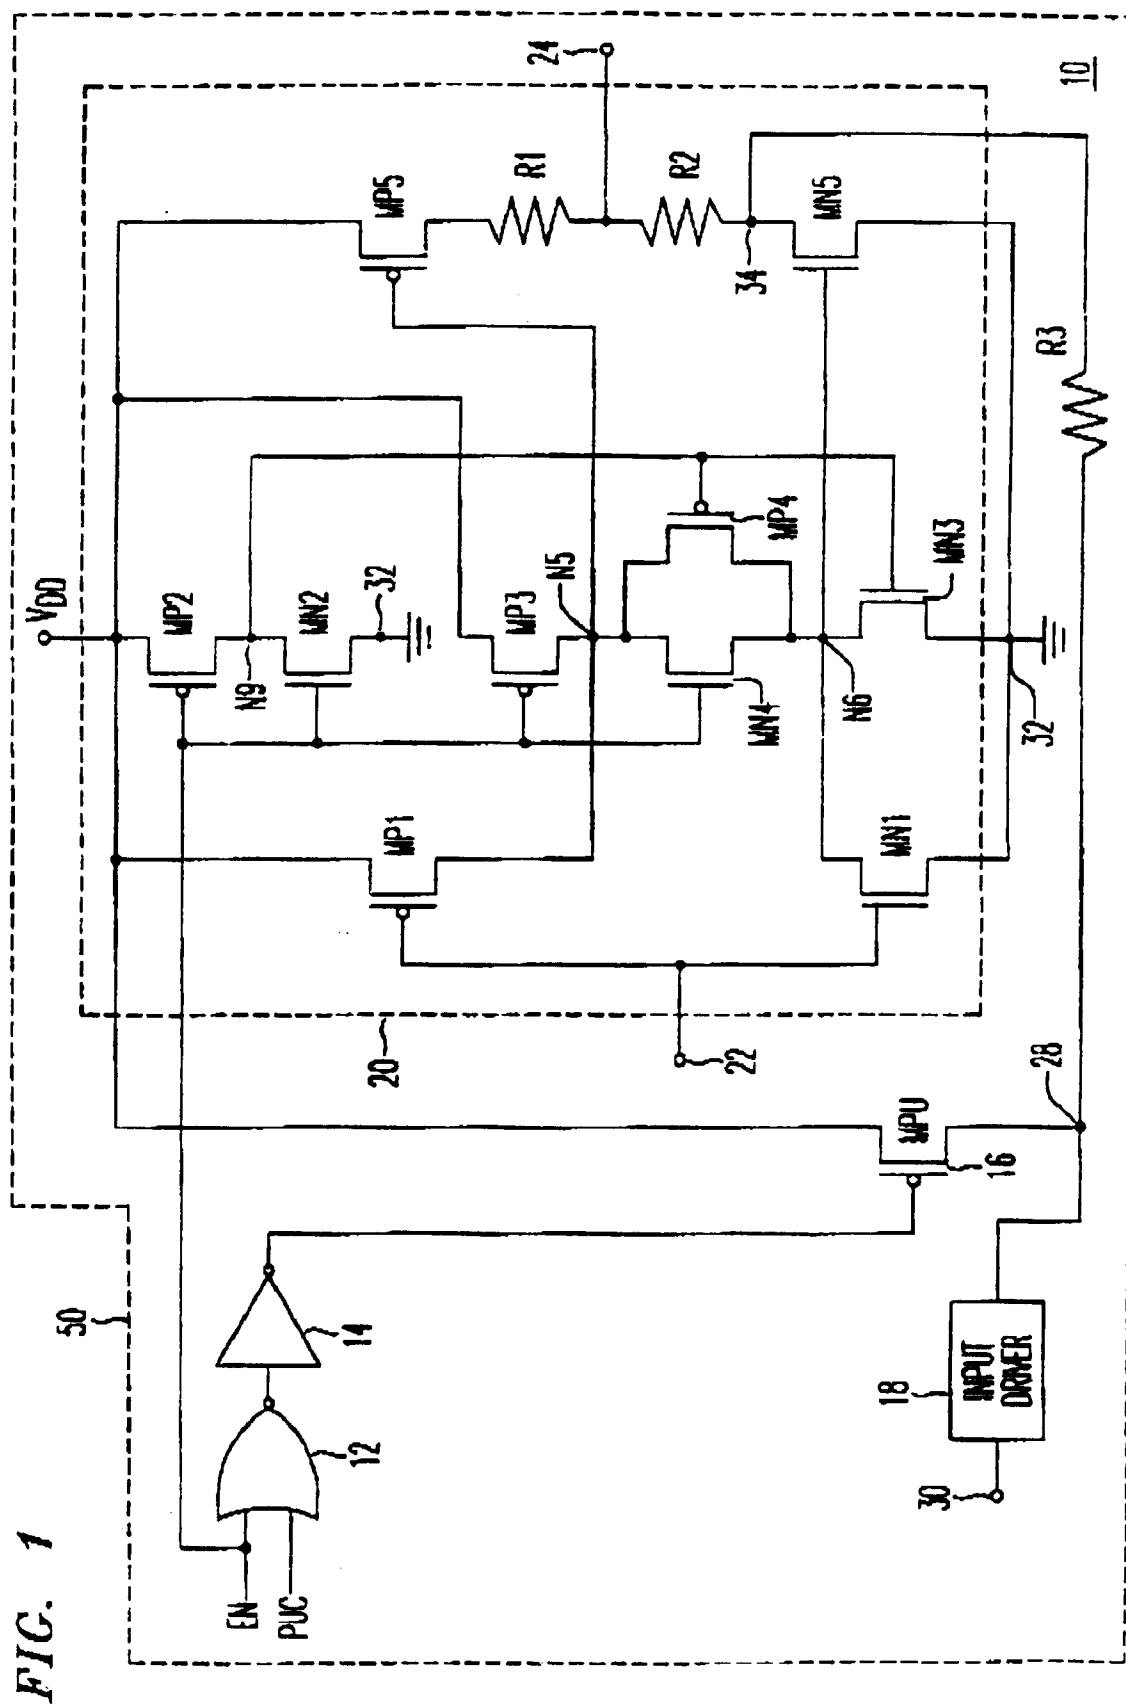 FIG. 1
50
EN
PUC
12
14
18
INPUT
DRIVER
30
MPU
16
28
20
22
VDD
MP1
MN1
MP2
N9
MN2
32
MP3
N5
MN4
MP4
N6
MN3
32
MP5
R1
24
R2
34
MN5
R3
10